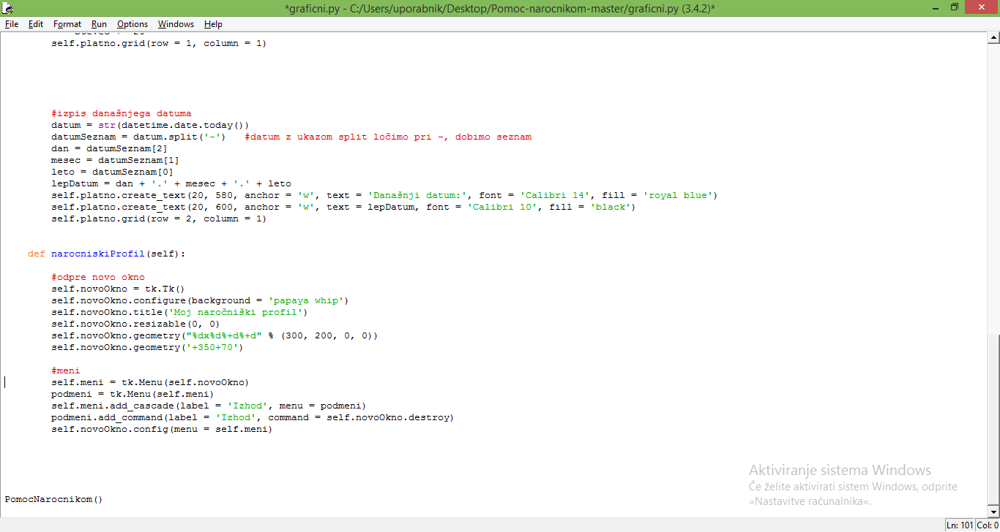 *graficni.py - C:/Users/uporabnik/Desktop/Pomoc-narocnikom-master/graficni.py (3.4.2)*
File Edit Format Run Options Windows Help
self.platno.grid(row = 1, column = 1)
#izpis današnjega datuma
datum = str(datetime.date.today())
datumSeznam = datum.split('-') #datum z ukazom split ločimo pri -, dobimo seznam
dan = datumSeznam[2]
mesec = datumSeznam[1]
leto = datumSeznam[0]
lepDatum = dan + '.' + mesec + '.' + leto
self.platno.create_text(20, 580, anchor = 'w', text = 'Današnji datum:', font = 'Calibri 14', fill = 'royal blue')
self.platno.create_text(20, 600, anchor = 'w', text = lepDatum, font = 'Calibri 10', fill = 'black')
self.platno.grid(row = 2, column = 1)
def narocniskiProfil(self):
#odpre novo okno
self.novoOkno = tk.Tk()
self.novoOkno.configure(background = 'papaya whip')
self.novoOkno.title('Moj naročniški profil')
self.novoOkno.resizable(0, 0)
self.novoOkno.geometry("%dx%d%+d%+d" % (300, 200, 0, 0))
self.novoOkno.geometry('+350+70')
#meni
self.meni = tk.Menu(self.novoOkno)
podmeni = tk.Menu(self.meni)
self.meni.add_cascade(label = 'Izhod', menu = podmeni)
podmeni.add_command(label = 'Izhod', command = self.novoOkno.destroy)
self.novoOkno.config(menu = self.meni)
PomocNarocnikom()
Aktiviranje sistema Windows
Če želite aktivirati sistem Windows, odprite
»Nastavitve računalnika«.
Ln: 101 Col: 0